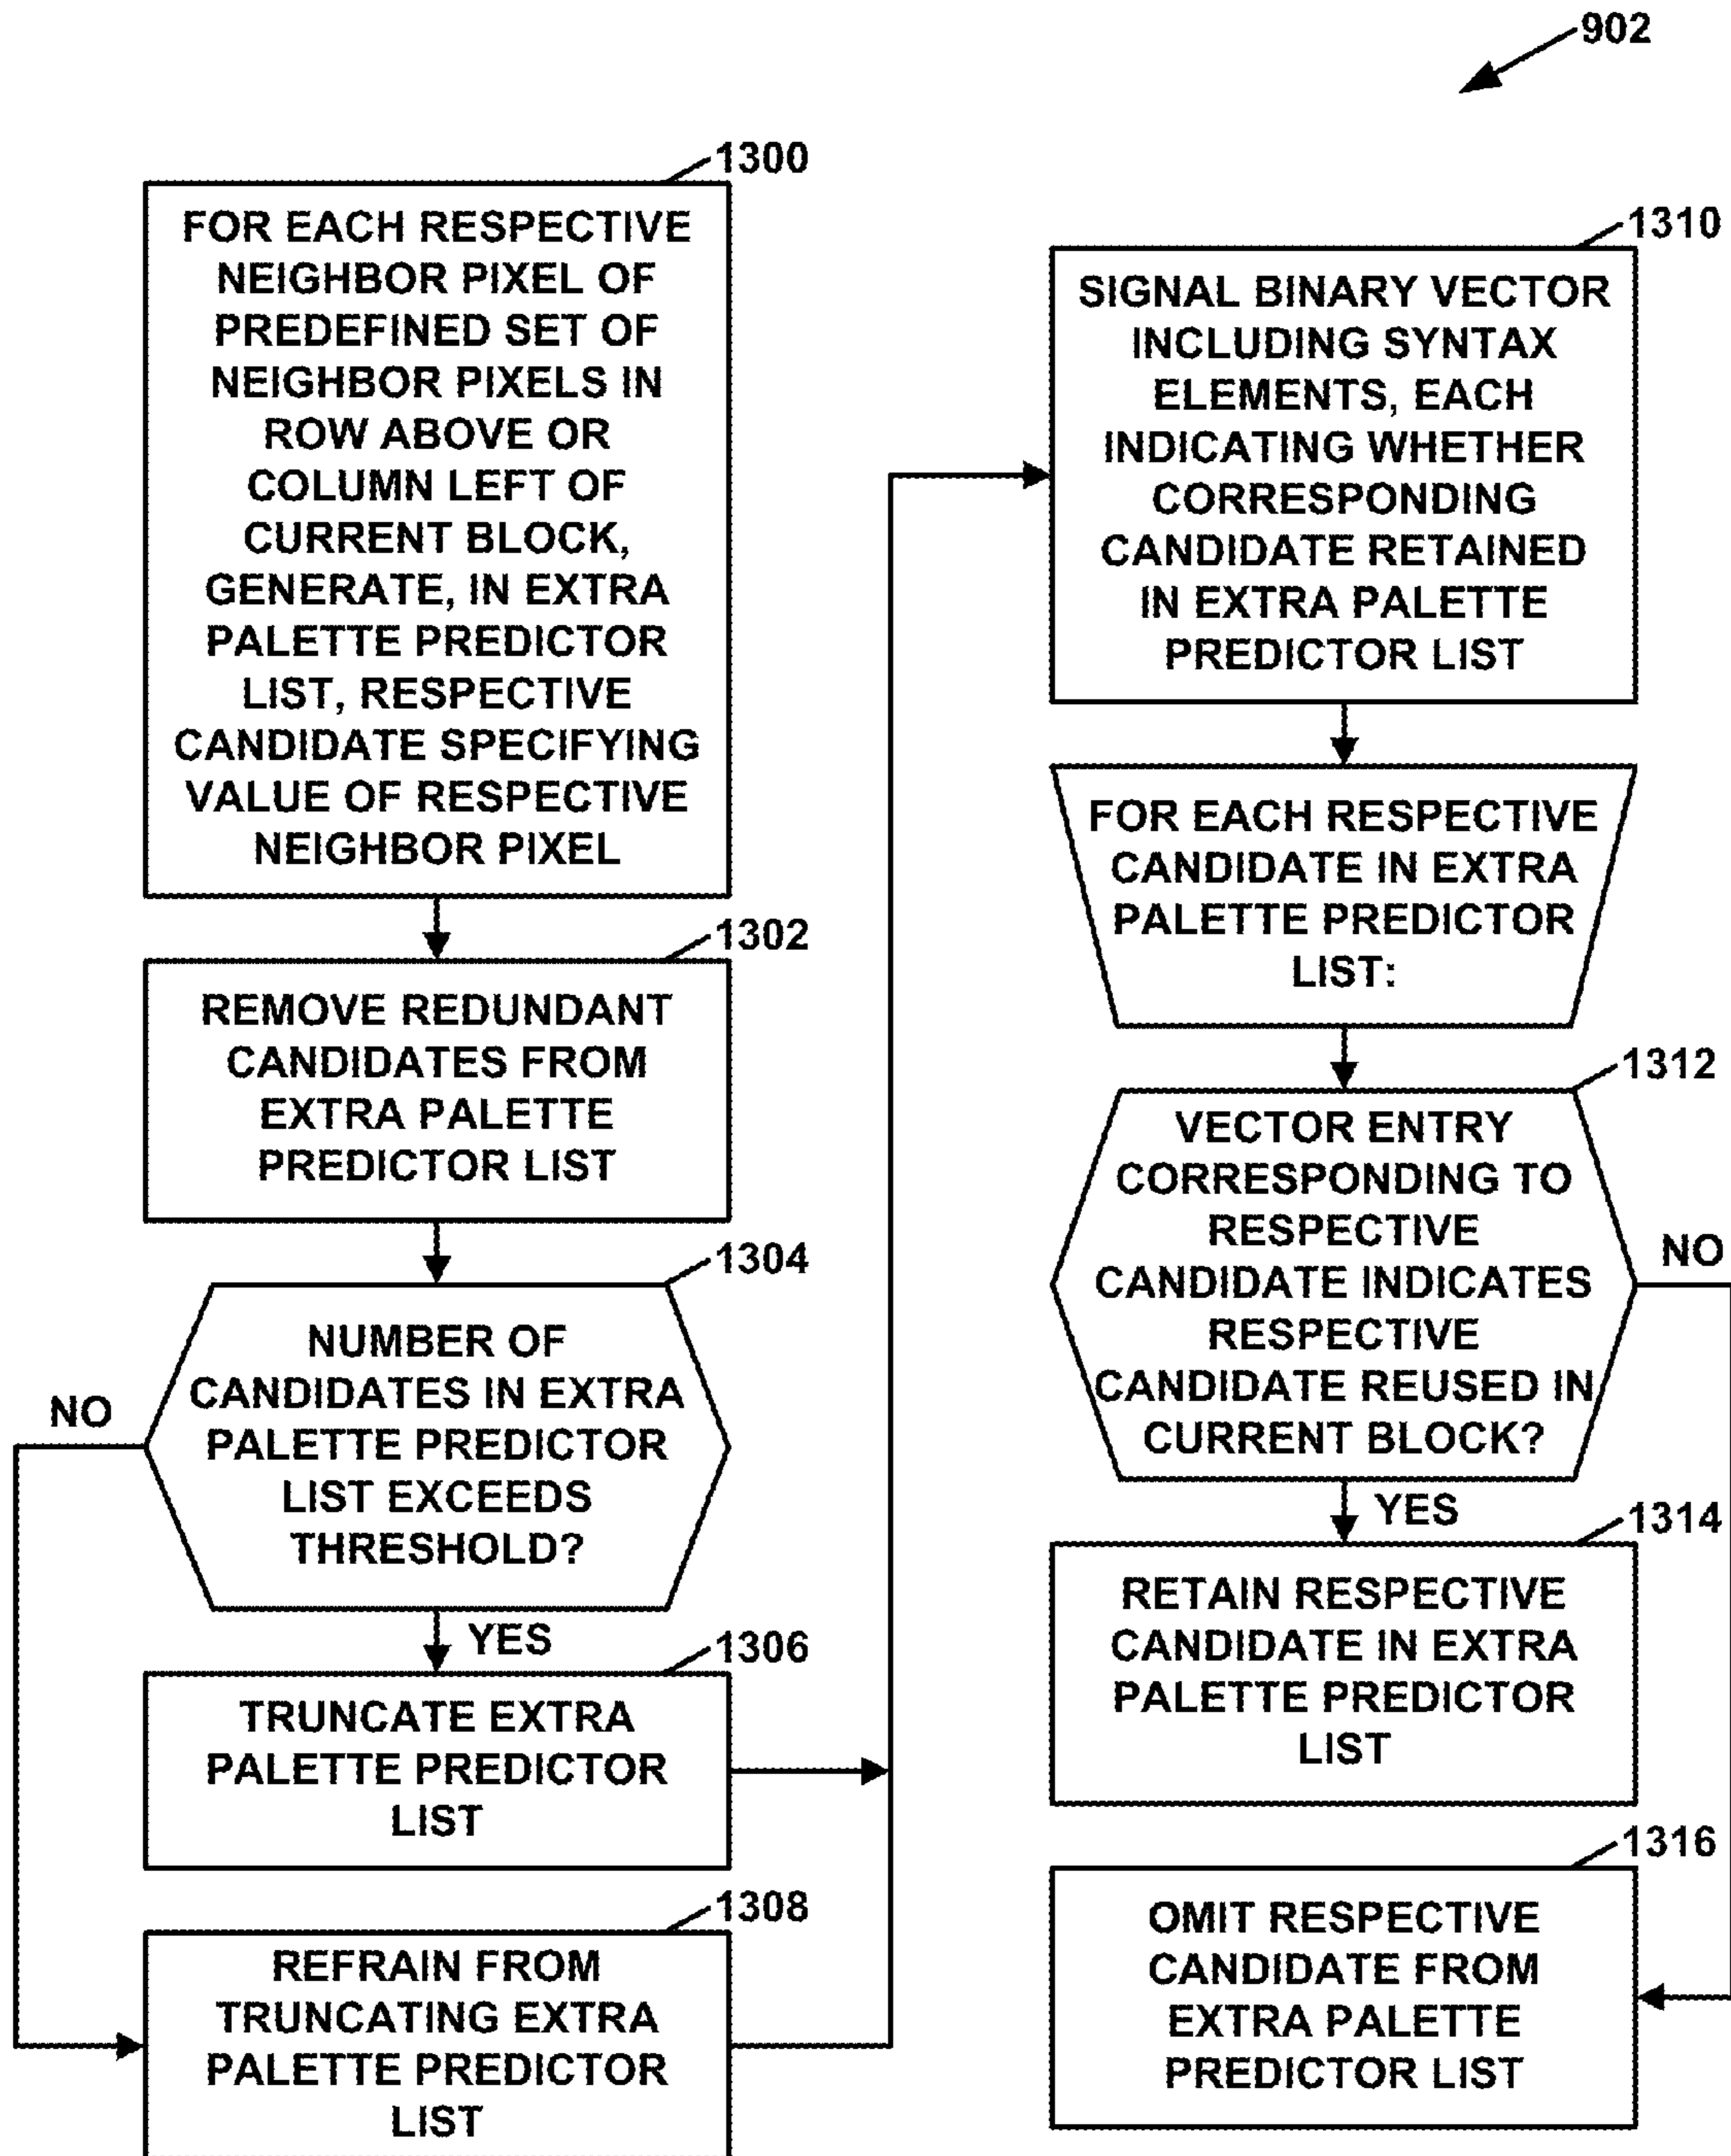 902
1300
FOR EACH RESPECTIVE
NEIGHBOR PIXEL OF
PREDEFINED SET OF
NEIGHBOR PIXELS IN
ROW ABOVE OR
COLUMN LEFT OF
CURRENT BLOCK,
GENERATE, IN EXTRA
PALETTE PREDICTOR
LIST, RESPECTIVE
CANDIDATE SPECIFYING
VALUE OF RESPECTIVE
NEIGHBOR PIXEL
1302
REMOVE REDUNDANT
CANDIDATES FROM
EXTRA PALETTE
PREDICTOR LIST
1304
NUMBER OF
CANDIDATES IN EXTRA
PALETTE PREDICTOR
LIST EXCEEDS
THRESHOLD?
NO
YES
1306
TRUNCATE EXTRA
PALETTE PREDICTOR
LIST
1308
REFRAIN FROM
TRUNCATING EXTRA
PALETTE PREDICTOR
LIST
1310
SIGNAL BINARY VECTOR
INCLUDING SYNTAX
ELEMENTS, EACH
INDICATING WHETHER
CORRESPONDING
CANDIDATE RETAINED
IN EXTRA PALETTE
PREDICTOR LIST
FOR EACH RESPECTIVE
CANDIDATE IN EXTRA
PALETTE PREDICTOR
LIST:
1312
VECTOR ENTRY
CORRESPONDING TO
RESPECTIVE
CANDIDATE INDICATES
RESPECTIVE
CANDIDATE REUSED IN
CURRENT BLOCK?
NO
YES
1314
RETAIN RESPECTIVE
CANDIDATE IN EXTRA
PALETTE PREDICTOR
LIST
1316
OMIT RESPECTIVE
CANDIDATE FROM
EXTRA PALETTE
PREDICTOR LIST